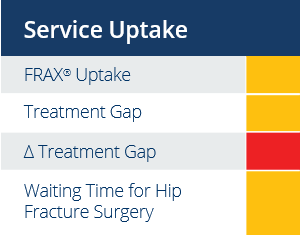 Service Uptake
FRAX® Uptake
Treatment Gap
Δ Treatment Gap
Waiting Time for Hip
Fracture Surgery